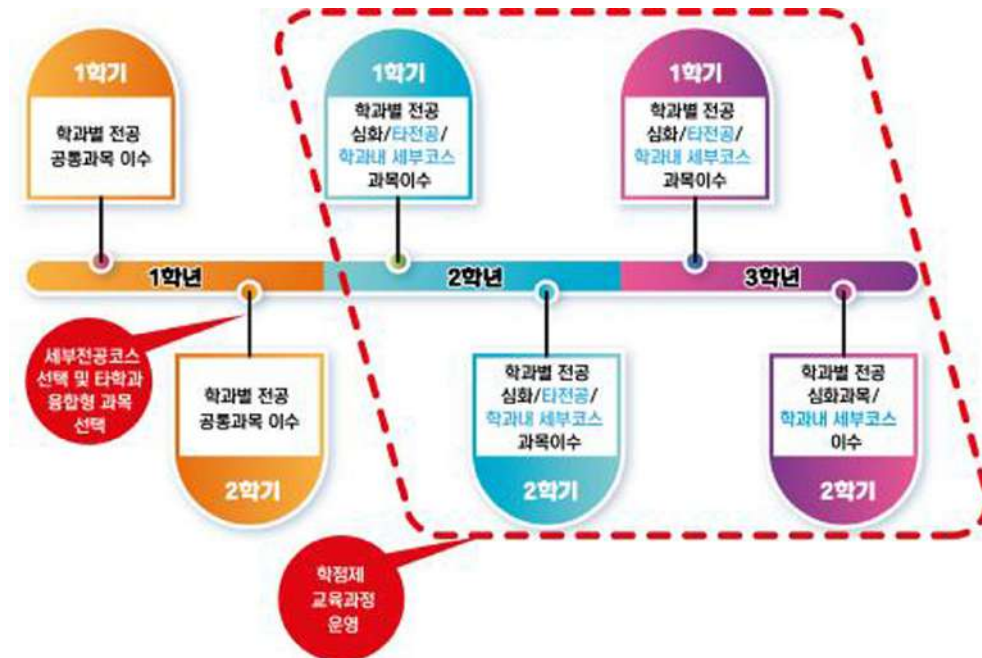 1학기
학과별 전공
공통과목 이수
1학기
학과별 전공
심화/타전공/
학과내 세부코스
과목이수
1학기
학과별 전공
심화/타전공/
학과내 세부코스
과목이수
1학년
2학년
3학년
세부전공코스
선택 및 타학과
융합형 과목
선택
학과별 전공
공통과목 이수
2학기
학과별 전공
심화/타전공/
학과내 세부코스
과목이수
2학기
학과별 전공
심화과목/
학과내 세부코스
이수
2학기
학점제
교육과정
운영